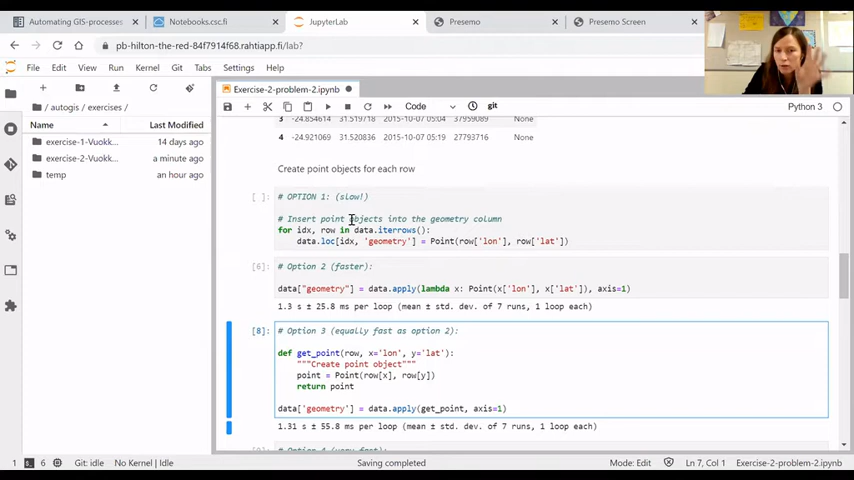 Automating GIS-processes
Notebooks.csc.fi
JupyterLab
Presemo
Presemo Screen
pb-hilton-the-red-84f7914f68.rahtiapp.fi/lab?
File
Edit
View
Run
Kernel
Git
Tabs
Settings
Help
Exercise-2-problem-2.ipynb
/ autogis / exercises /
Code
git
Python 3
Name
Last Modified
exercise-1-Vuokk...
14 days ago
exercise-2-Vuokk...
a minute ago
temp
an hour ago
3 -24.854614 31.519718 2015-10-07 05:04 37959089 None
4 -24.921069 31.520836 2015-10-07 05:19 27793716 None
Create point objects for each row
[ ]:
# OPTION 1: (slow!)
# Insert point objects into the geometry column
for idx, row in data.iterrows():
data.loc[idx, 'geometry'] = Point(row['lon'], row['lat'])
[6]:
# Option 2 (faster):
data["geometry"] = data.apply(lambda x: Point(x['lon'], x['lat']), axis=1)
1.3 s ± 25.8 ms per loop (mean ± std. dev. of 7 runs, 1 loop each)
[8]:
# Option 3 (equally fast as option 2):
def get_point(row, x='lon', y='lat'):
"""Create point object"""
point = Point(row[x], row[y])
return point
data['geometry'] = data.apply(get_point, axis=1)
1.31 s ± 55.8 ms per loop (mean ± std. dev. of 7 runs, 1 loop each)
# Option 4 (very fast):
1
6
Git: idle
No Kernel | Idle
Saving completed
Mode: Edit
Ln 7, Col 1
Exercise-2-problem-2.ipynb